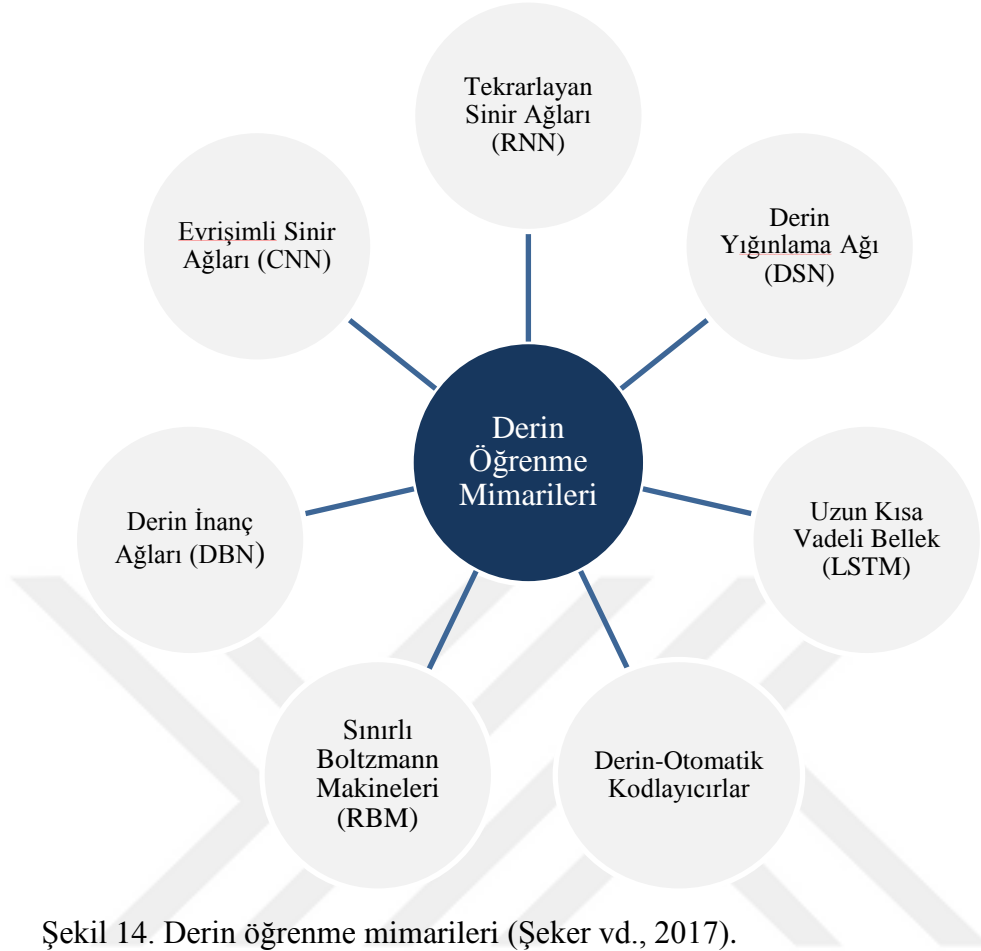 Tekrarlayan
Sinir Ağları
(RNN)
Evrişimli Sinir
Ağları (CNN)
Derin
Yığınlama Ağı
(DSN)
Derin
Öğrenme
Mimarileri
Derin İnanç
Ağları (DBN)
Uzun Kısa
Vadeli Bellek
(LSTM)
Sınırlı
Boltzmann
Makineleri
(RBM)
Derin-Otomatik
Kodlayıcırlar
Şekil 14. Derin öğrenme mimarileri (Şeker vd., 2017).